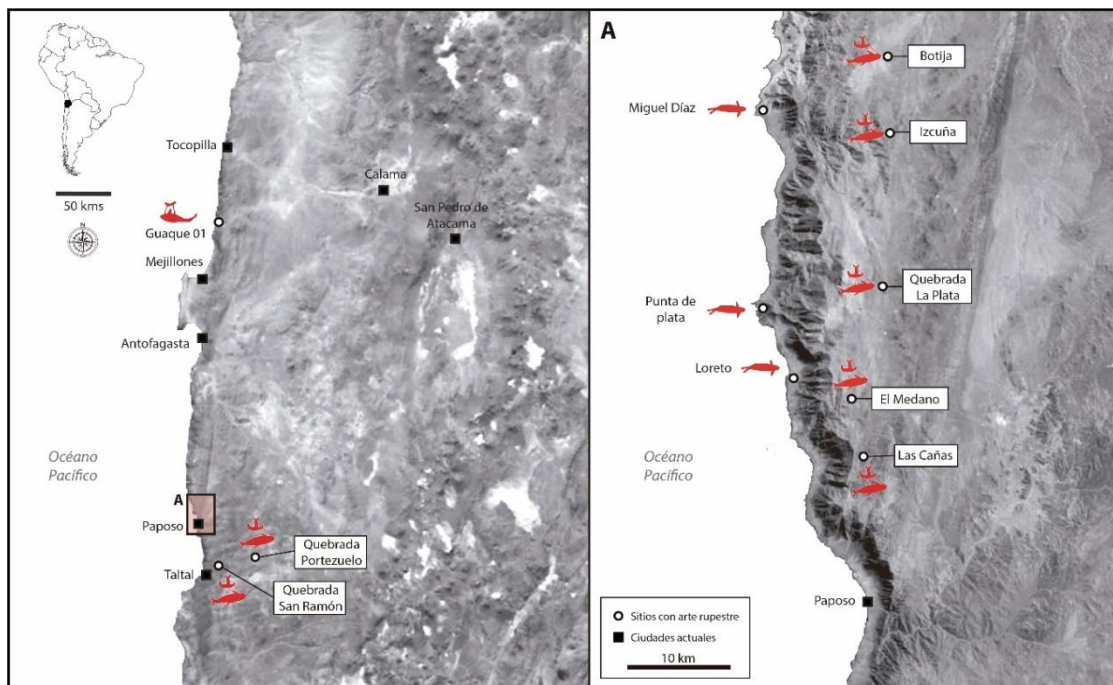 Tocopilla
Calama
50 kms
San Pedro de
Atacama
N
Guaque 01
Mejillones
Antofagasta
Océano
Pacífico
A
Paposo
Quebrada
Portezuelo
Taltal
Quebrada
San Ramón
A
Botija
Miguel Díaz
Izcuña
Quebrada
La Plata
Punta de
plata
Loreto
El Medano
Las Cañas
Océano
Pacífico
Paposo
Sitios con arte rupestre
Ciudades actuales
10 km